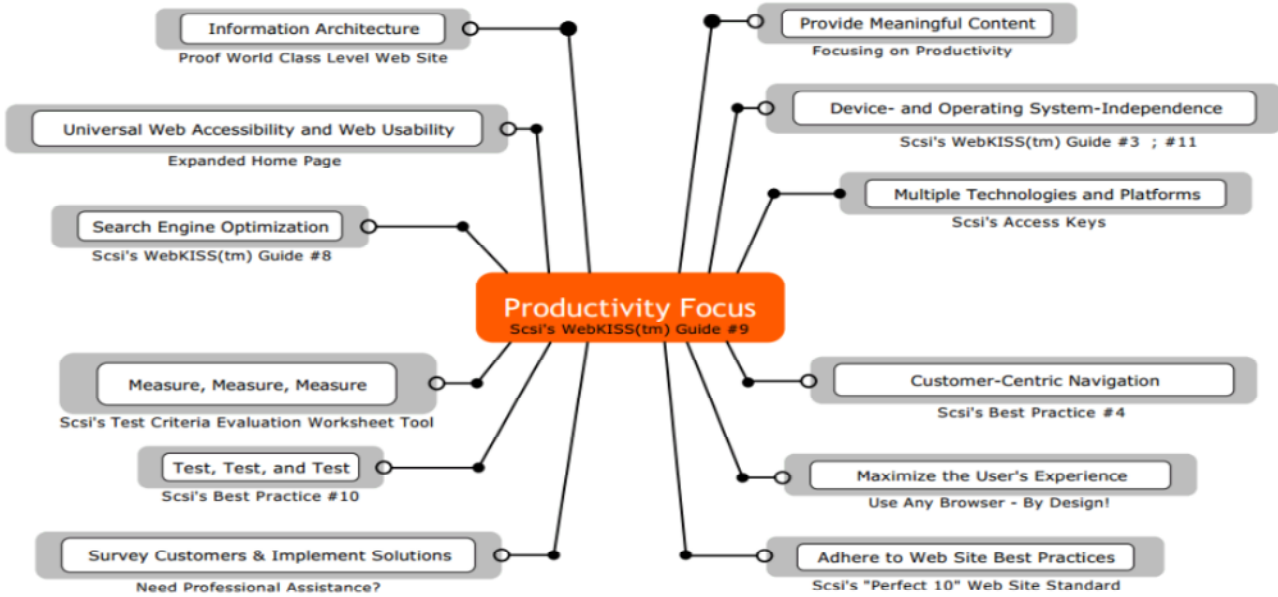 Information Architecture
Proof World Class Level Web Site
Universal Web Accessibility and Web Usability
Expanded Home Page
Search Engine Optimization
Scsi's WebKISS(tm) Guide #8
Measure, Measure, Measure
Scsi's Test Criteria Evaluation Worksheet Tool
Test, Test, and Test
Scsi's Best Practice #10
Survey Customers & Implement Solutions
Need Professional Assistance?
Productivity Focus
Scsi's WebKISS(tm) Guide #9
Provide Meaningful Content
Focusing on Productivity
Device- and Operating System-Independence
Scsi's WebKISS(tm) Guide #3 ; #11
Multiple Technologies and Platforms
Scsi's Access Keys
Customer-Centric Navigation
Scsi's Best Practice #4
Maximize the User's Experience
Use Any Browser - By Design!
Adhere to Web Site Best Practices
Scsi's "Perfect 10" Web Site Standard